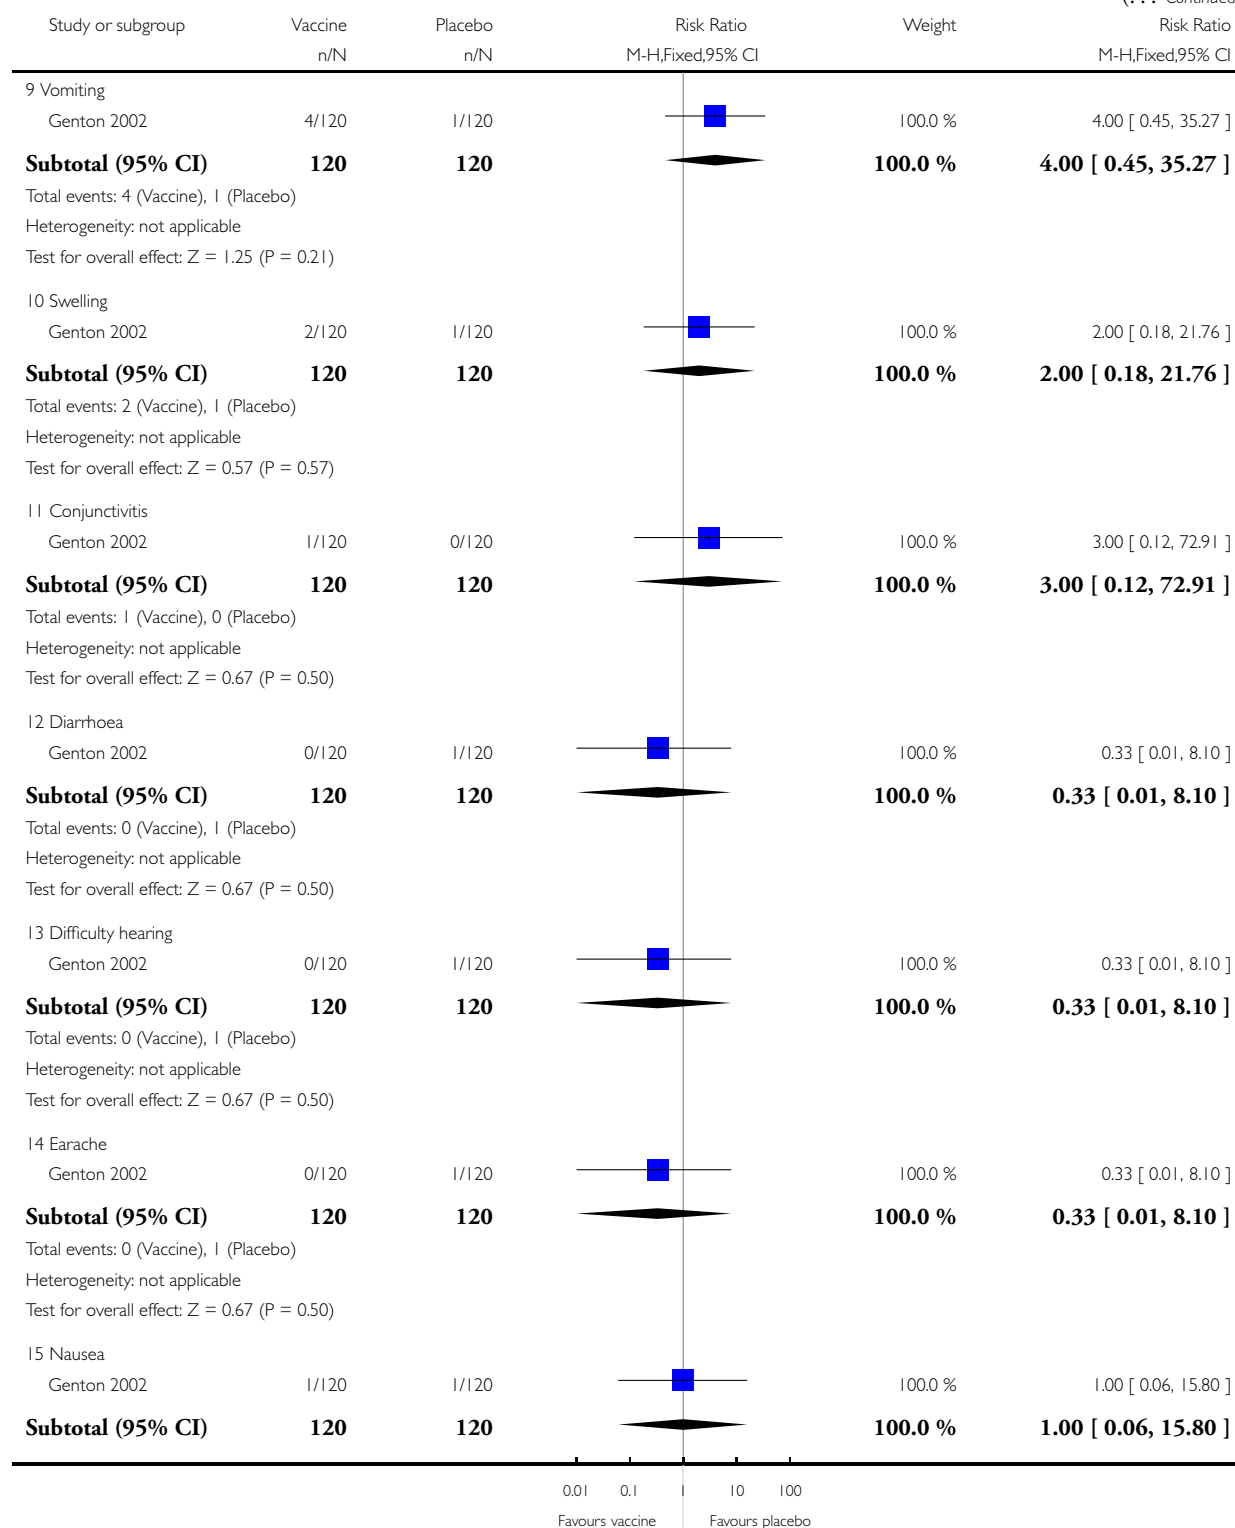 (... Continued
Study or subgroup Vaccine Placebo Risk Ratio Weight Risk Ratio
n/N n/N M-H,Fixed,95% CI M-H,Fixed,95% CI
9 Vomiting
Genton 2002 4/120 1/120 100.0 % 4.00 [ 0.45, 35.27 ]
Subtotal (95% CI) 120 120 100.0 % 4.00 [ 0.45, 35.27 ]
Total events: 4 (Vaccine), 1 (Placebo)
Heterogeneity: not applicable
Test for overall effect: Z = 1.25 (P = 0.21)
10 Swelling
Genton 2002 2/120 1/120 100.0 % 2.00 [ 0.18, 21.76 ]
Subtotal (95% CI) 120 120 100.0 % 2.00 [ 0.18, 21.76 ]
Total events: 2 (Vaccine), 1 (Placebo)
Heterogeneity: not applicable
Test for overall effect: Z = 0.57 (P = 0.57)
11 Conjunctivitis
Genton 2002 1/120 0/120 100.0 % 3.00 [ 0.12, 72.91 ]
Subtotal (95% CI) 120 120 100.0 % 3.00 [ 0.12, 72.91 ]
Total events: 1 (Vaccine), 0 (Placebo)
Heterogeneity: not applicable
Test for overall effect: Z = 0.67 (P = 0.50)
12 Diarrhoea
Genton 2002 0/120 1/120 100.0 % 0.33 [ 0.01, 8.10 ]
Subtotal (95% CI) 120 120 100.0 % 0.33 [ 0.01, 8.10 ]
Total events: 0 (Vaccine), 1 (Placebo)
Heterogeneity: not applicable
Test for overall effect: Z = 0.67 (P = 0.50)
13 Difficulty hearing
Genton 2002 0/120 1/120 100.0 % 0.33 [ 0.01, 8.10 ]
Subtotal (95% CI) 120 120 100.0 % 0.33 [ 0.01, 8.10 ]
Total events: 0 (Vaccine), 1 (Placebo)
Heterogeneity: not applicable
Test for overall effect: Z = 0.67 (P = 0.50)
14 Earache
Genton 2002 0/120 1/120 100.0 % 0.33 [ 0.01, 8.10 ]
Subtotal (95% CI) 120 120 100.0 % 0.33 [ 0.01, 8.10 ]
Total events: 0 (Vaccine), 1 (Placebo)
Heterogeneity: not applicable
Test for overall effect: Z = 0.67 (P = 0.50)
15 Nausea
Genton 2002 1/120 1/120 100.0 % 1.00 [ 0.06, 15.80 ]
Subtotal (95% CI) 120 120 100.0 % 1.00 [ 0.06, 15.80 ]
0.01 0.1 1 10 100
Favours vaccine Favours placebo